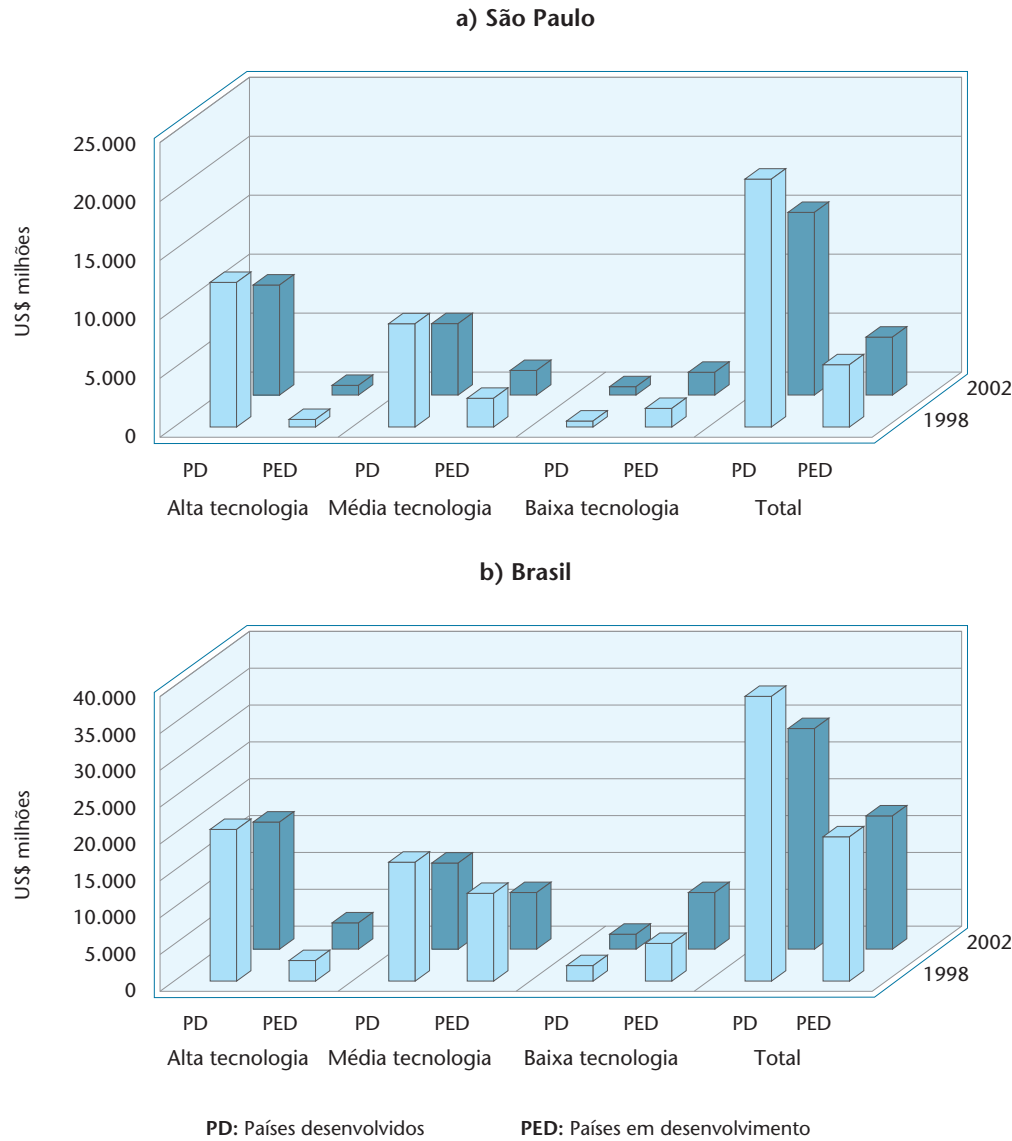 a) São Paulo
25.000
20.000
15.000
10.000
5.000
0
US$ milhões
2002
1998
PD PED PD PED PD PED PD PED
Alta tecnologia Média tecnologia Baixa tecnologia Total
b) Brasil
40.000
35.000
30.000
25.000
20.000
15.000
10.000
5.000
0
US$ milhões
2002
1998
PD PED PD PED PD PED PD PED
Alta tecnologia Média tecnologia Baixa tecnologia Total
PD: Países desenvolvidos PED: Países em desenvolvimento